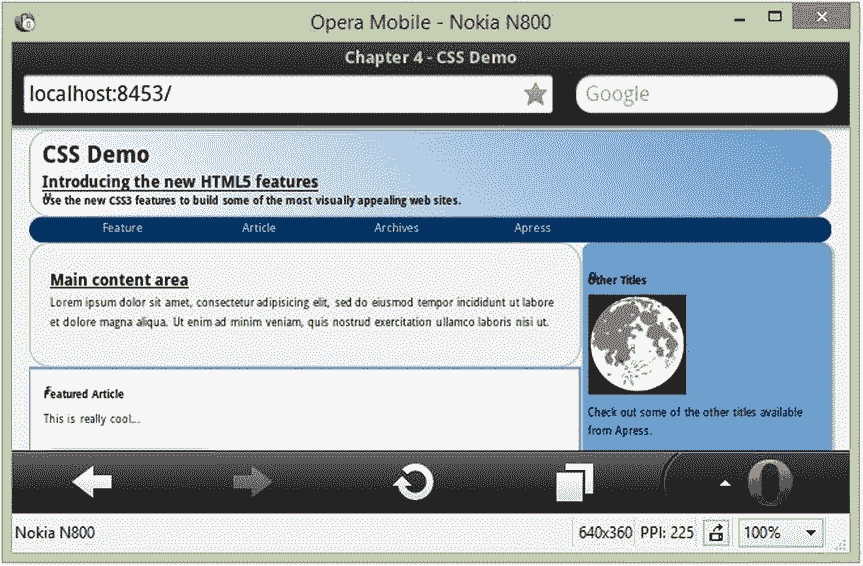 Opera Mobile - Nokia N800
Chapter 4 - CSS Demo
localhost:8453/
Google
CSS Demo
Introducing the new HTML5 features
Use the new CSS3 features to build some of the most visually appealing web sites.
Feature Article Archives Apress
Main content area
Lorem ipsum dolor sit amet, consectetur adipisicing elit, sed do eiusmod tempor incididunt ut labore
et dolore magna aliqua. Ut enim ad minim veniam, quis nostrud exercitation ullamco laboris nisi ut.
Other Titles
Check out some of the other titles available
from Apress.
Featured Article
This is really cool...
Nokia N800
640x360 PPI: 225
100%